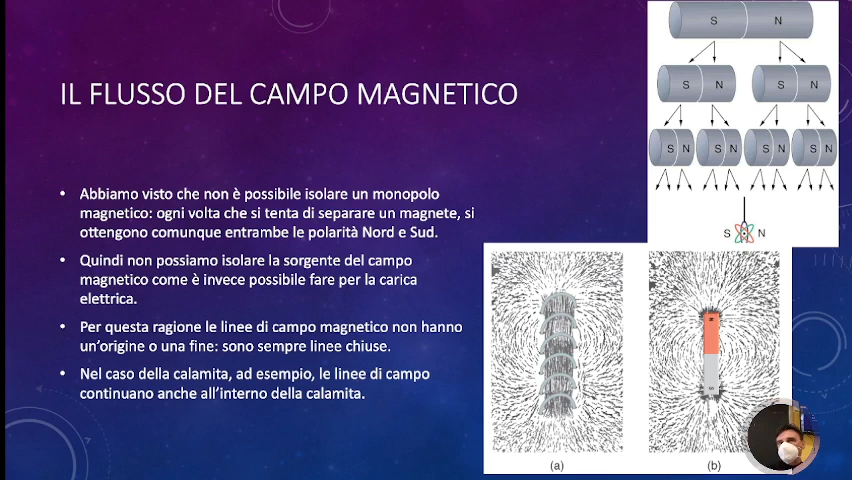 IL FLUSSO DEL CAMPO MAGNETICO
• Abbiamo visto che non è possibile isolare un monopolo
magnetico: ogni volta che si tenta di separare un magnete, si
ottengono comunque entrambe le polarità Nord e Sud.
• Quindi non possiamo isolare la sorgente del campo
magnetico come è invece possibile fare per la carica
elettrica.
• Per questa ragione le linee di campo magnetico non hanno
un'origine o una fine: sono sempre linee chiuse.
• Nel caso della calamita, ad esempio, le linee di campo
continuano anche all'interno della calamita.
S N
S N S N
S N S N S N S N
S N
(a) (b)